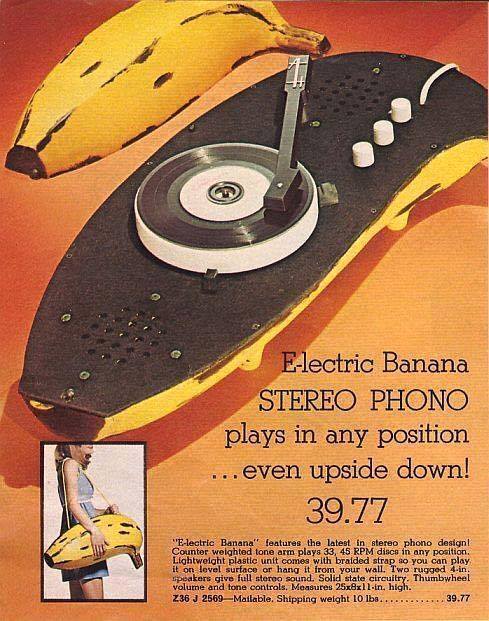 E-lectric Banana
STEREO PHONO
plays in any position
...even upside down!
39.77
"E-lectric Banana" features the latest in stereo phono design!
Counter weighted tone arm plays 33, 45 RPM discs in any position.
Lightweight plastic unit comes with braided strap so you can play
it on level surface or hang it from your wall. Two rugged 4-in.
speakers give full stereo sound. Solid state circuitry. Thumbwheel
volume and tone controls. Measures 25x8x11-in. high.
Z36 J 2569—Mailable. Shipping weight 10 lbs.............39.77